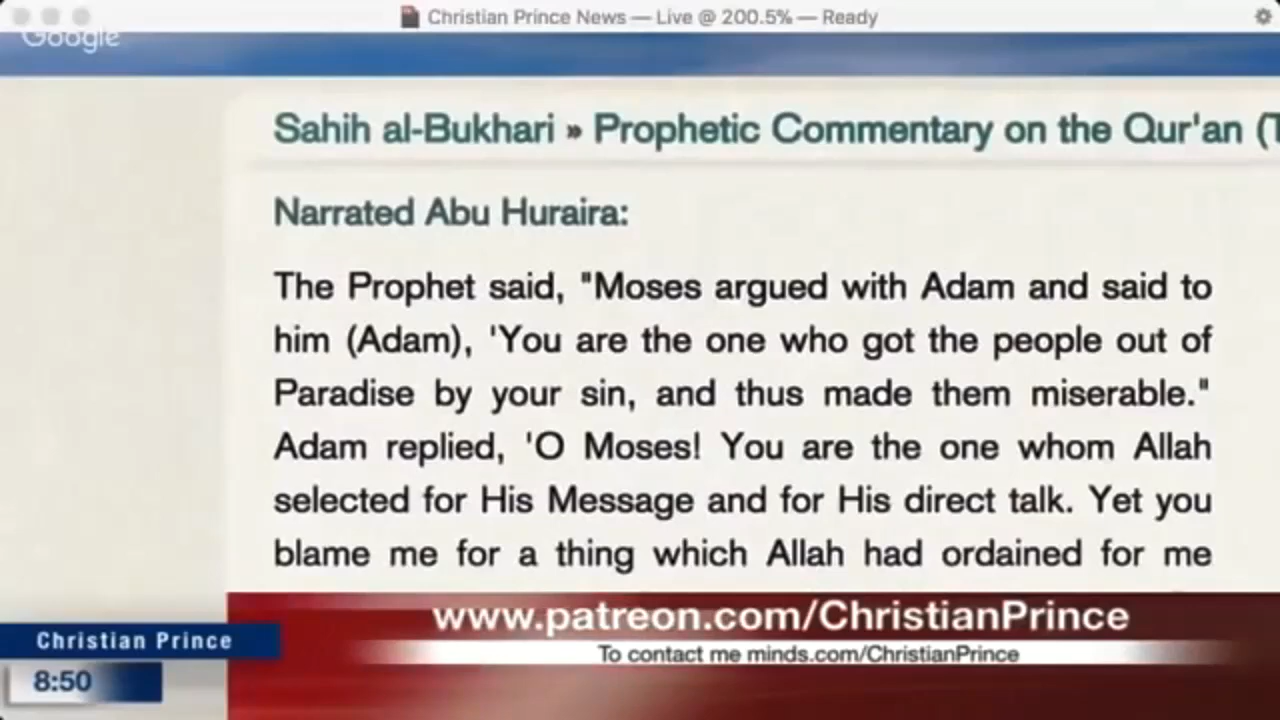 Christian Prince News — Live @ 200.5% — Ready
Google
Sahih al-Bukhari » Prophetic Commentary on the Qur'an (T
Narrated Abu Huraira:
The Prophet said, "Moses argued with Adam and said to
him (Adam), 'You are the one who got the people out of
Paradise by your sin, and thus made them miserable."
Adam replied, 'O Moses! You are the one whom Allah
selected for His Message and for His direct talk. Yet you
blame me for a thing which Allah had ordained for me
www.patreon.com/ChristianPrince
Christian Prince
To contact me minds.com/ChristianPrince
8:50